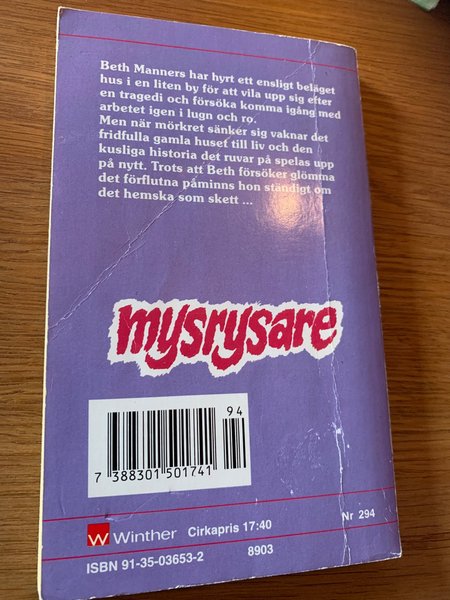 Beth Manners har hyrt ett ensligt beläget
hus i en liten by för att vila upp sig efter
en tragedi och försöka komma igång med
arbetet igen i lugn och ro.
Men när mörkret sänker sig vaknar det
fridfulla gamla huset till liv och den
kusliga historia det ruvar på spelas upp
på nytt. Trots att Beth försöker glömma
det förflutna påminns hon ständigt om
det hemska som skett ...
mysrysare
94
7 388301 501741
W Winther Cirkapris 17:40 Nr 294
ISBN 91-35-03653-2 8903